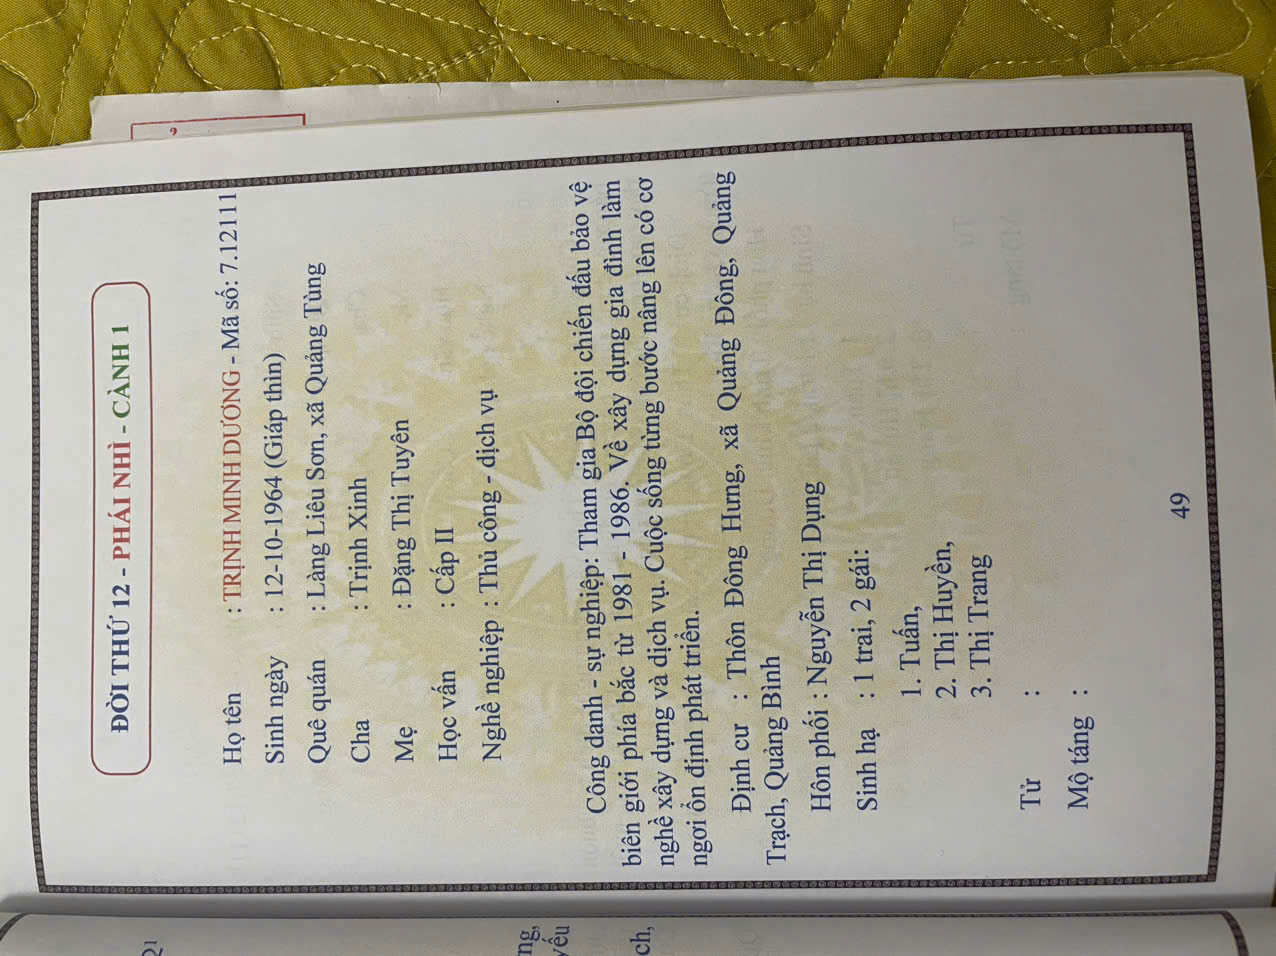 ĐỜI THỨ 12 - PHÁI NHÌ - CÀNH 1
Họ tên : TRỊNH MINH DƯƠNG - Mã số: 7.12111
Sinh ngày : 12-10-1964 (Giáp thìn)
Quê quán : Làng Liêu Sơn, xã Quảng Tùng
Cha : Trịnh Xinh
Mẹ : Đặng Thị Tuyên
Học vấn : Cấp II
Nghề nghiệp : Thủ công - dịch vụ
Công danh - sự nghiệp: Tham gia Bộ đội chiến đấu bảo vệ
biên giới phía bắc từ 1981 - 1986. Về xây dựng gia đình làm
nghề xây dựng và dịch vụ. Cuộc sống từng bước nâng lên có cơ
ngơi ổn định phát triển.
Định cư : Thôn Đông Hưng, xã Quảng Đông, Quảng
Trạch, Quảng Bình
Hôn phối : Nguyễn Thị Dụng
Sinh hạ : 1 trai, 2 gái:
1. Tuấn,
2. Thị Huyền,
3. Thị Trang
Tử :
Mộ táng :
49
ch,